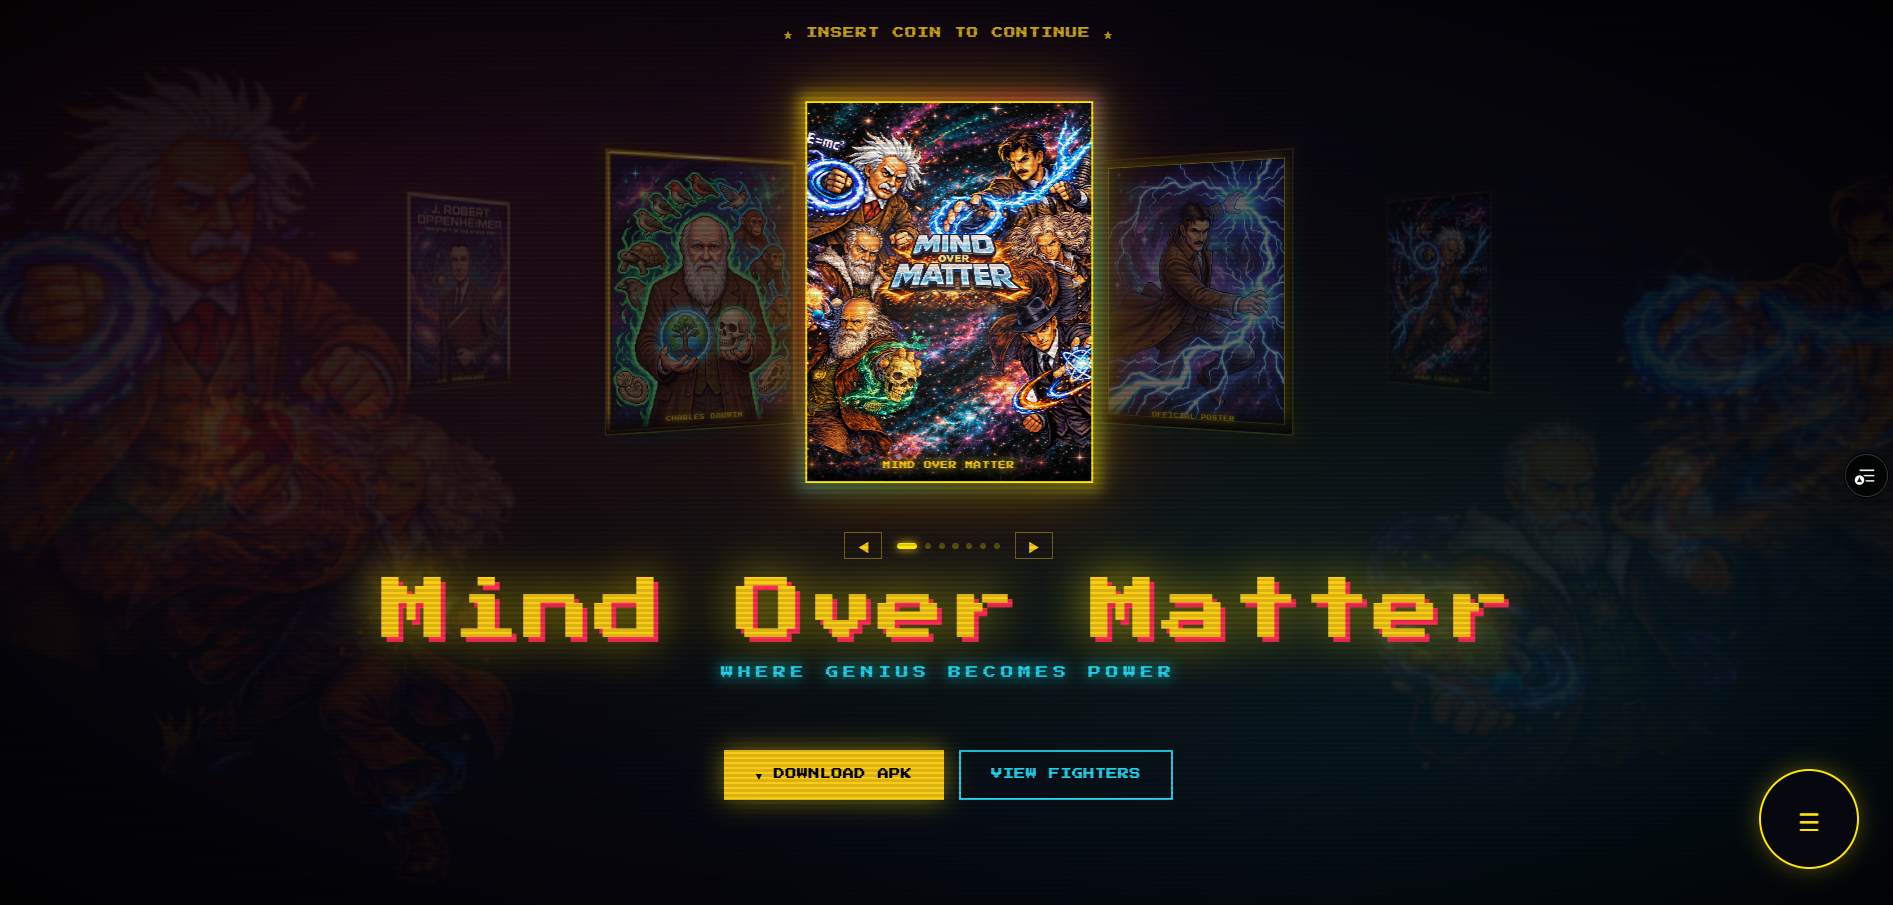 ★ INSERT COIN TO CONTINUE ★
E=mc²
J. ROBERT
OPPENHEIMER
MIND
OVER
MATTER
CHARLES DARWIN
OFFICIAL POSTER
MIND OVER MATTER
Mind Over Matter
WHERE GENIUS BECOMES POWER
▼ DOWNLOAD APK
VIEW FIGHTERS